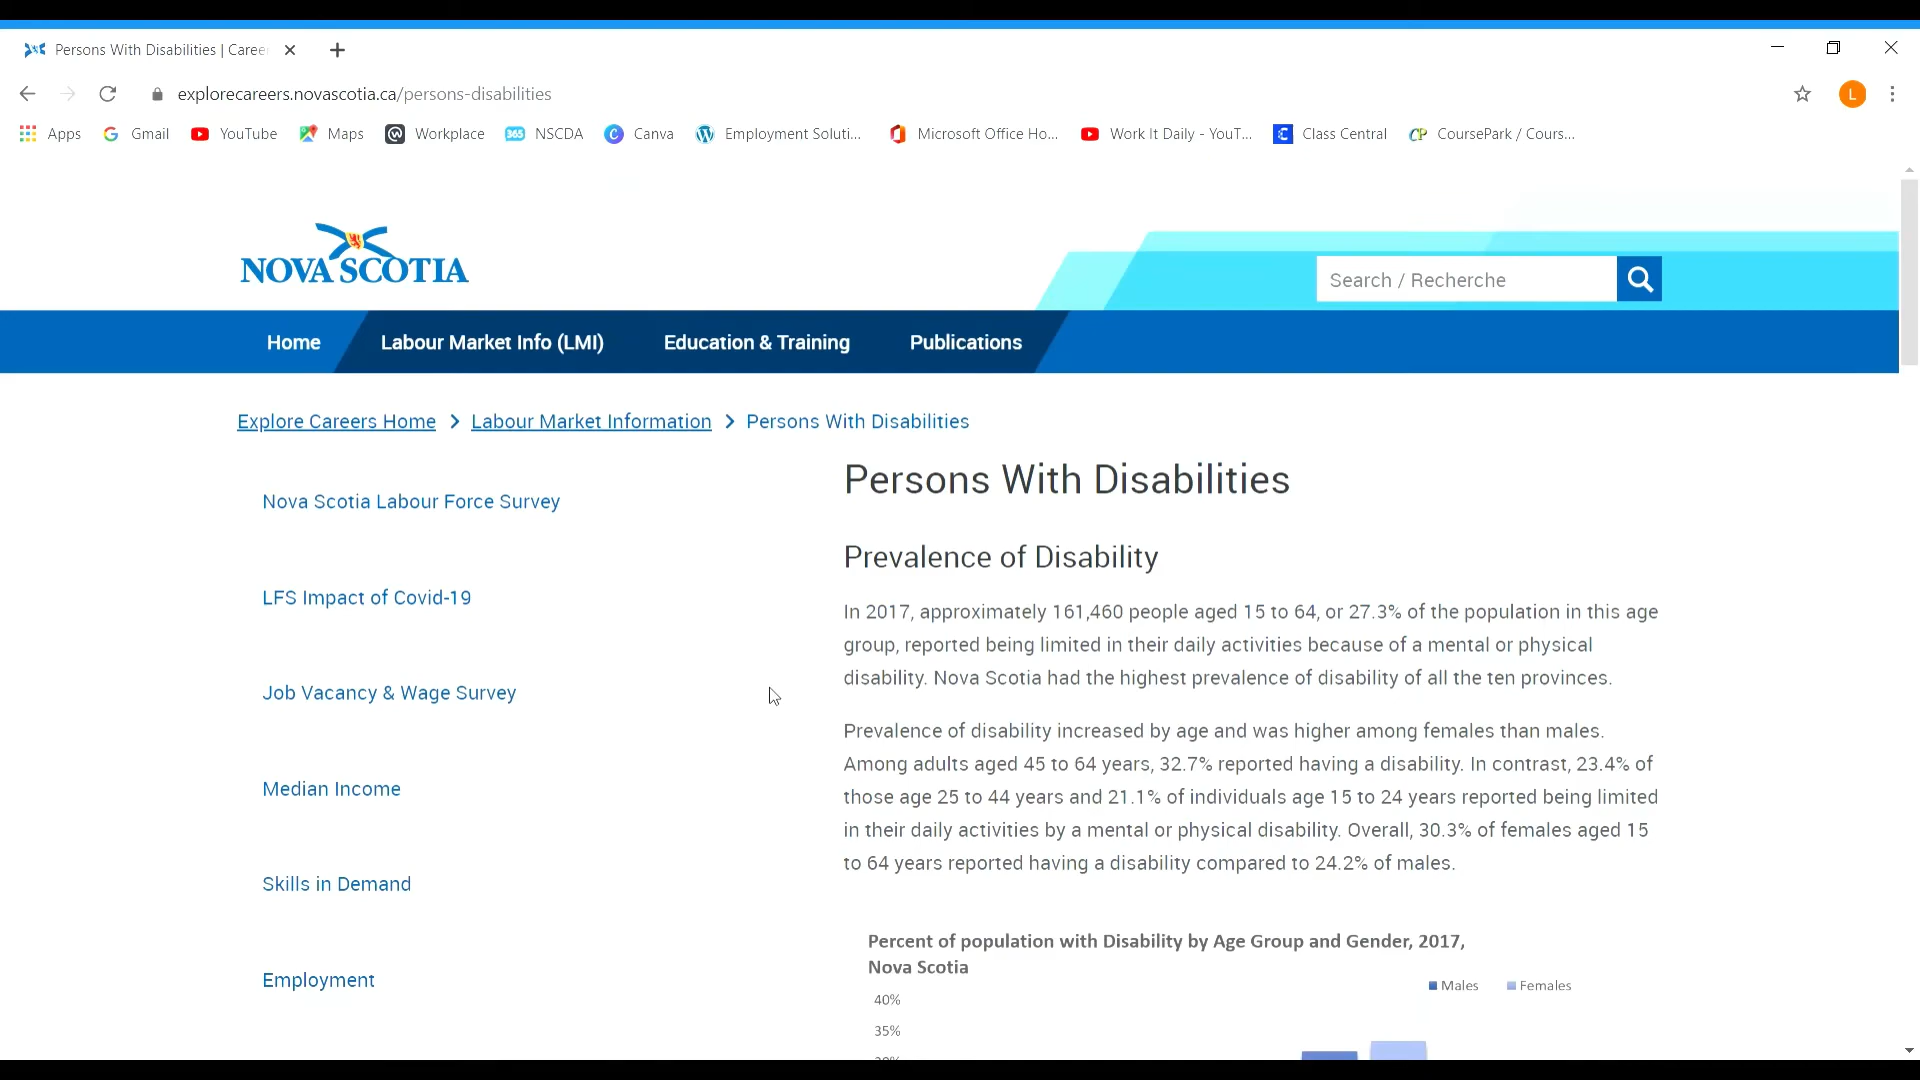 Persons With Disabilities | Caree
explorecareers.novascotia.ca/persons-disabilities
L
Apps Gmail YouTube Maps Workplace 365 NSCDA Canva Employment Soluti... Microsoft Office Ho... Work It Daily - YouT... Class Central CP CoursePark / Cours...
NOVA SCOTIA
Search / Recherche
Home Labour Market Info (LMI) Education & Training Publications
Explore Careers Home > Labour Market Information > Persons With Disabilities
Nova Scotia Labour Force Survey
LFS Impact of Covid-19
Job Vacancy & Wage Survey
Median Income
Skills in Demand
Employment
Persons With Disabilities
Prevalence of Disability
In 2017, approximately 161,460 people aged 15 to 64, or 27.3% of the population in this age
group, reported being limited in their daily activities because of a mental or physical
disability. Nova Scotia had the highest prevalence of disability of all the ten provinces.
Prevalence of disability increased by age and was higher among females than males.
Among adults aged 45 to 64 years, 32.7% reported having a disability. In contrast, 23.4% of
those age 25 to 44 years and 21.1% of individuals age 15 to 24 years reported being limited
in their daily activities by a mental or physical disability. Overall, 30.3% of females aged 15
to 64 years reported having a disability compared to 24.2% of males.
Percent of population with Disability by Age Group and Gender, 2017,
Nova Scotia
Males Females
40%
35%